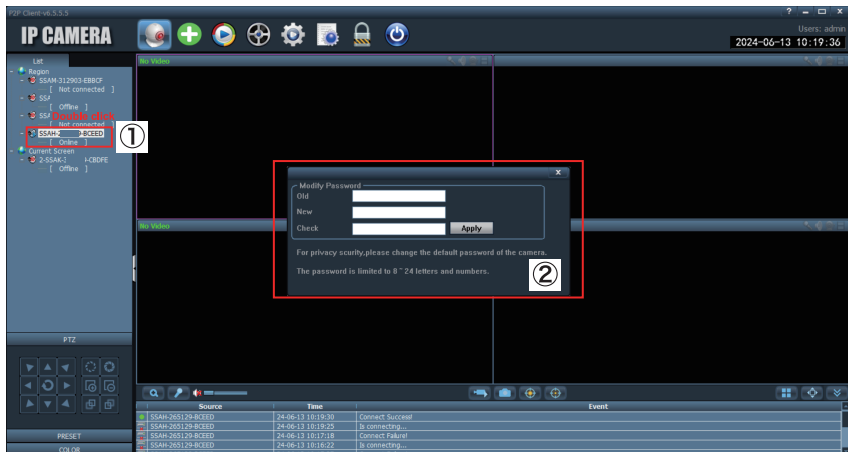 P2P Client-v6.5.5.5
? – □ X
IP CAMERA
Users: admin
2024-06-13 10:19:36
List
Region
SSAM-312903-EBBCF
[ Not connected ]
SSA
[ Offline ]
SSA
Double click
[ Not connected ]
SSAH-2 -BCEED
[ Online ]
①
Current Screen
2-SSAK-3 -CBDFE
[ Offline ]
No Video
X
Modify Password
Old
New
Check
Apply
For privacy scurity,please change the default password of the camera.
The password is limited to 8 ~ 24 letters and numbers.
②
No Video
PTZ
PRESET
COLOR
Source Time Event
SSAH-265129-BCEED 24-06-13 10:19:30 Connect Success!
SSAH-265129-BCEED 24-06-13 10:19:25 Is connecting...
SSAH-265129-BCEED 24-06-13 10:17:18 Connect Failure!
SSAH-265129-BCEED 24-06-13 10:16:22 Is connecting...